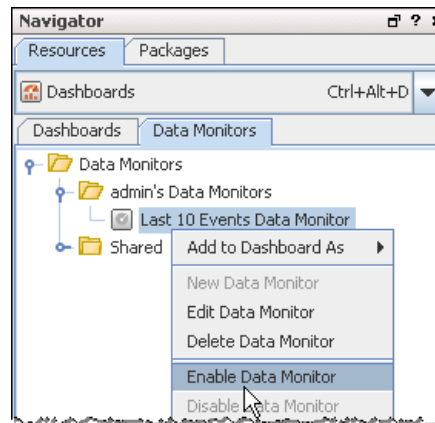 Navigator
Resources Packages
Dashboards Ctrl+Alt+D
Dashboards Data Monitors
Data Monitors
admin's Data Monitors
Last 10 Events Data Monitor
Shared
Add to Dashboard As
New Data Monitor
Edit Data Monitor
Delete Data Monitor
Enable Data Monitor
Disable Data Monitor